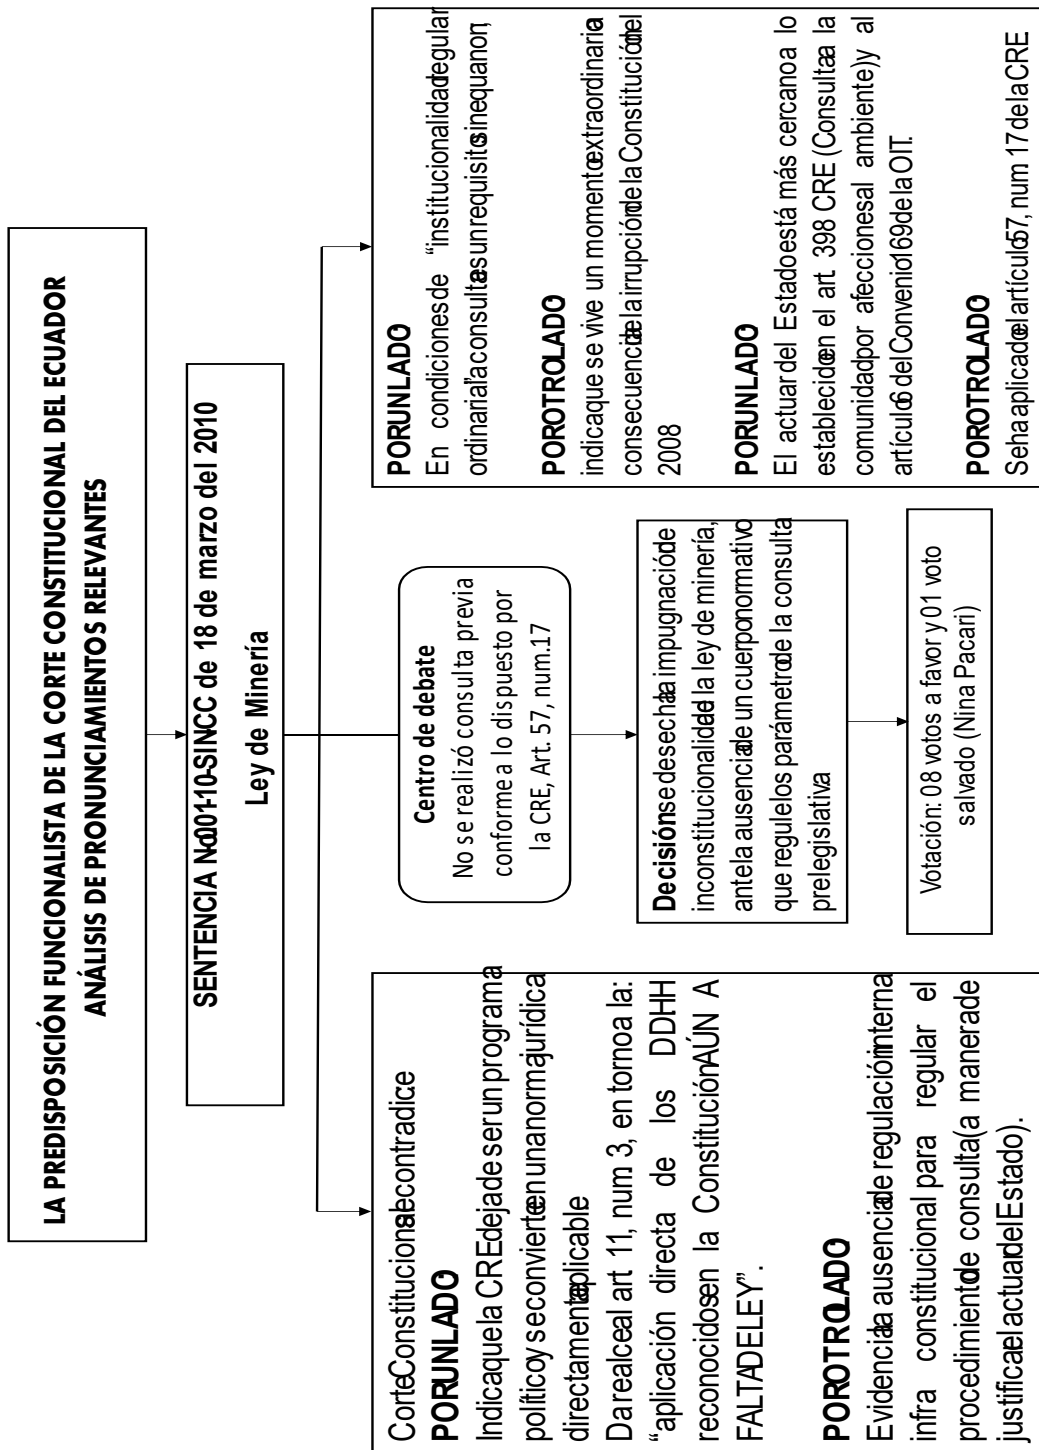 LA PREDISPOSICIÓN FUNCIONALISTA DE LA CORTE CONSTITUCIONAL DEL ECUADOR
ANÁLISIS DE PRONUNCIAMIENTOS RELEVANTES
SENTENCIA No. 001-10-SINCC de 18 de marzo del 2010
Ley de Minería
Corte Constitucional se contradice:
POR UN LADO:
Indica que la CRE deja de ser un programa
político y se convierte en una norma jurídica
directamente aplicable
Da realce al art 11, num 3, en torno a la:
“aplicación directa de los DDHH
reconocidos en la Constitución AÚN A
FALTA DE LEY”.
POR OTRO LADO:
Evidencia la ausencia de regulación interna
infra constitucional para regular el
procedimiento de consulta (a manera de
justificar el actuar del Estado).
Centro de debate
No se realizó consulta previa
conforme a lo dispuesto por
la CRE, Art. 57, num.17
Decisión: se desecha la impugnación de
inconstitucionalidad de la ley de minería,
ante la ausencia de un cuerpo normativo
que regule los parámetro de la consulta
prelegislativa.
Votación: 08 votos a favor y 01 voto
salvado (Nina Pacari)
POR UN LADO:
En condiciones de “institucionalidad regular
ordinaria” la consulta es un requisito sine qua non,
POR OTRO LADO:
indica que se vive un momento extraordinario
consecuencia de la irrupción de la Constitución del
2008
POR UN LADO:
El actuar del Estado está más cercano a lo
establecido en el art. 398 CRE (Consulta a la
comunidad por afecciones al ambiente) y al
artículo 6 del Convenio 169 de la OIT.
POR OTRO LADO:
Se ha aplicado el artículo 57, num 17 de la CRE